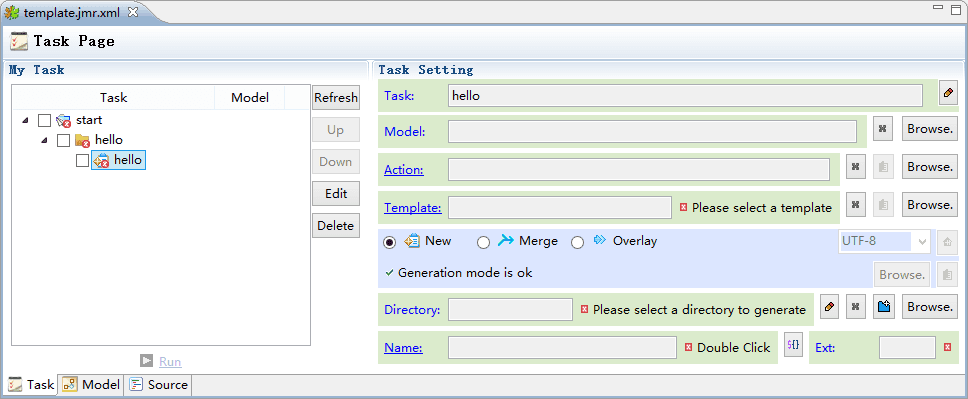 template.jmr.xml
Task Page
My Task
Task Model
start
hello
hello
Refresh
Up
Down
Edit
Delete
Run
Task Setting
Task: hello
Model: Browse.
Action: Browse.
Template: Please select a template Browse.
New Merge Overlay UTF-8
Generation mode is ok Browse.
Directory: Please select a directory to generate Browse.
Name: Double Click ${} Ext:
Task Model Source